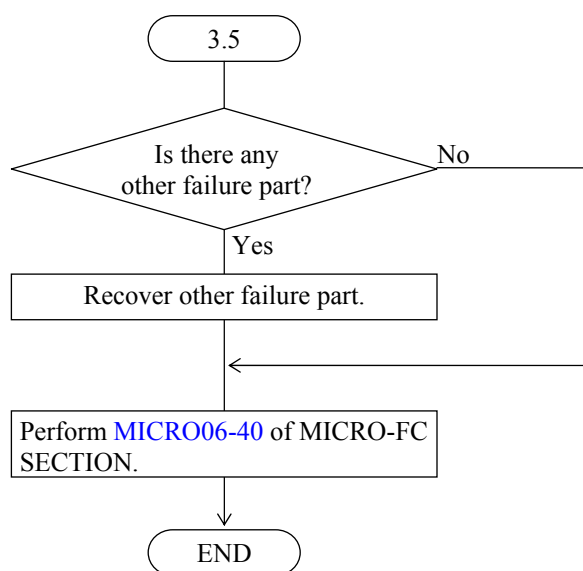 3.5
Is there any
other failure part?
No
Yes
Recover other failure part.
Perform MICRO06-40 of MICRO-FC
SECTION.
END